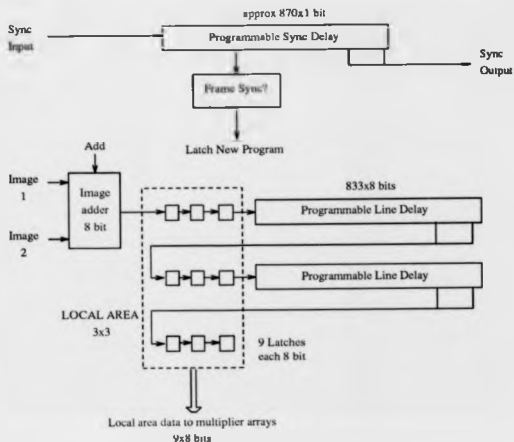 approx 870x1 bit
Sync
Input
Programmable Sync Delay
Sync
Output
Frame Sync?
Latch New Program
Add
Image
1
Image
adder
8 bit
833x8 bits
Programmable Line Delay
Image
2
Programmable Line Delay
LOCAL AREA
3x3
9 Latches
each 8 bit
Local area data to multiplier arrays
9x8 bits